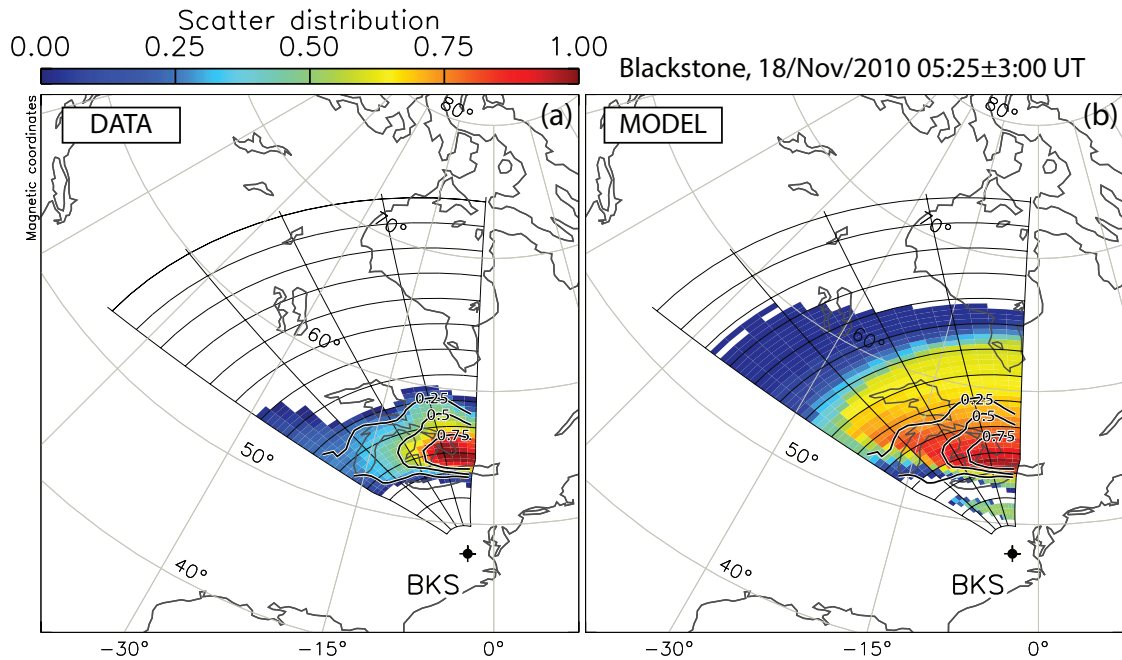 Scatter distribution
0.00 0.25 0.50 0.75 1.00
Blackstone, 18/Nov/2010 05:25±3:00 UT
Magnetic coordinates
DATA
(a)
80°
70°
60°
50°
40°
0.25
0.5
0.75
BKS
-30° -15° 0°
MODEL
(b)
80°
70°
60°
50°
40°
0.25
0.5
0.75
BKS
-30° -15° 0°